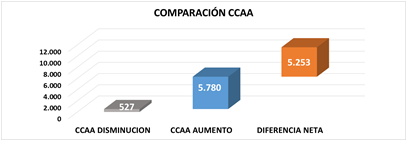 COMPARACIÓN CCAA
12.000
10.000
8.000
6.000
4.000
2.000
0
527
5.780
5.253
CCAA DISMINUCION
CCAA AUMENTO
DIFERENCIA NETA